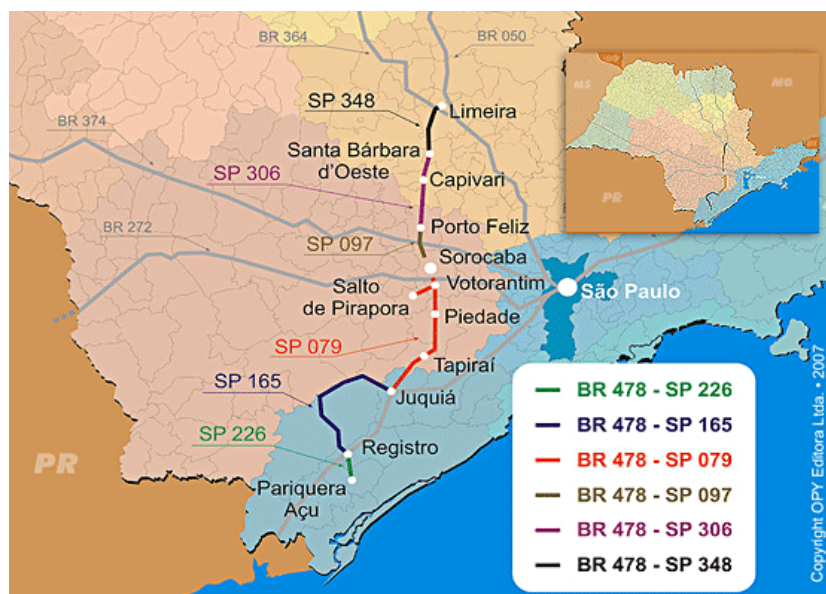 BR 364
BR 050
SP 348
Limeira
MS
MG
PR
BR 374
Santa Bárbara
d'Oeste
SP 306
Capivari
Porto Feliz
BR 272
SP 097
Sorocaba
Votorantim
Salto
de Pirapora
São Paulo
Piedade
SP 079
Tapiraí
SP 165
Juquiá
SP 226
Registro
PR
Pariquera
Açu
BR 478 - SP 226
BR 478 - SP 165
BR 478 - SP 079
BR 478 - SP 097
BR 478 - SP 306
BR 478 - SP 348
Copyright OPY Editora Ltda. • 2007